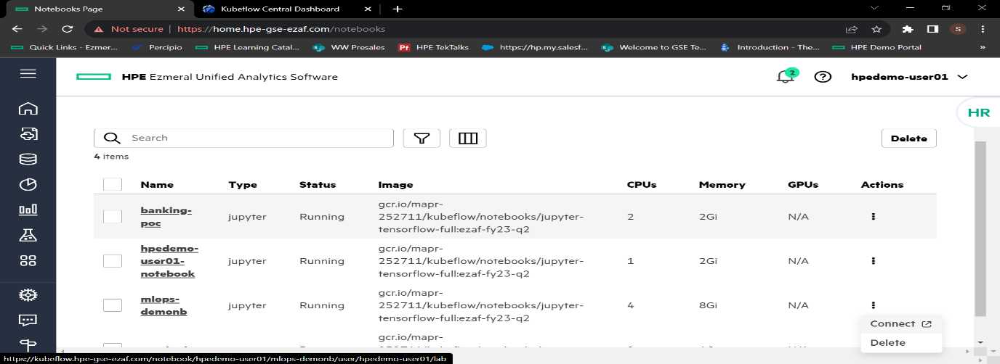 Notebooks Page
Kubeflow Central Dashboard
Not secure | https://home.hpe-gse-ezaf.com/notebooks
S
Quick Links - Ezmer... Percipio HPE Learning Catal... WW Presales HPE TekTalks https://hp.my.salesf... Welcome to GSE Te... Introduction - The... HPE Demo Portal »
HPE Ezmeral Unified Analytics Software
2
hpedemo-user01
HR
Search
Delete
4 items
Name Type Status Image CPUs Memory GPUs Actions
banking-
poc
jupyter Running
gcr.io/mapr-
252711/kubeflow/notebooks/jupyter-
tensorflow-full:ezaf-fy23-q2
2 2Gi N/A
hpedemo-
user01-
notebook
jupyter Running
gcr.io/mapr-
252711/kubeflow/notebooks/jupyter-
tensorflow-full:ezaf-fy23-q2
1 2Gi N/A
mlops-
demonb
jupyter Running
gcr.io/mapr-
252711/kubeflow/notebooks/jupyter-
tensorflow-full:ezaf-fy23-q2
4 8Gi N/A
Connect
Delete
gcr.io/mapr-
https://kubeflow.hpe-gse-ezaf.com/notebook/hpedemo-user01/mlops-demonb/user/hpedemo-user01/lab